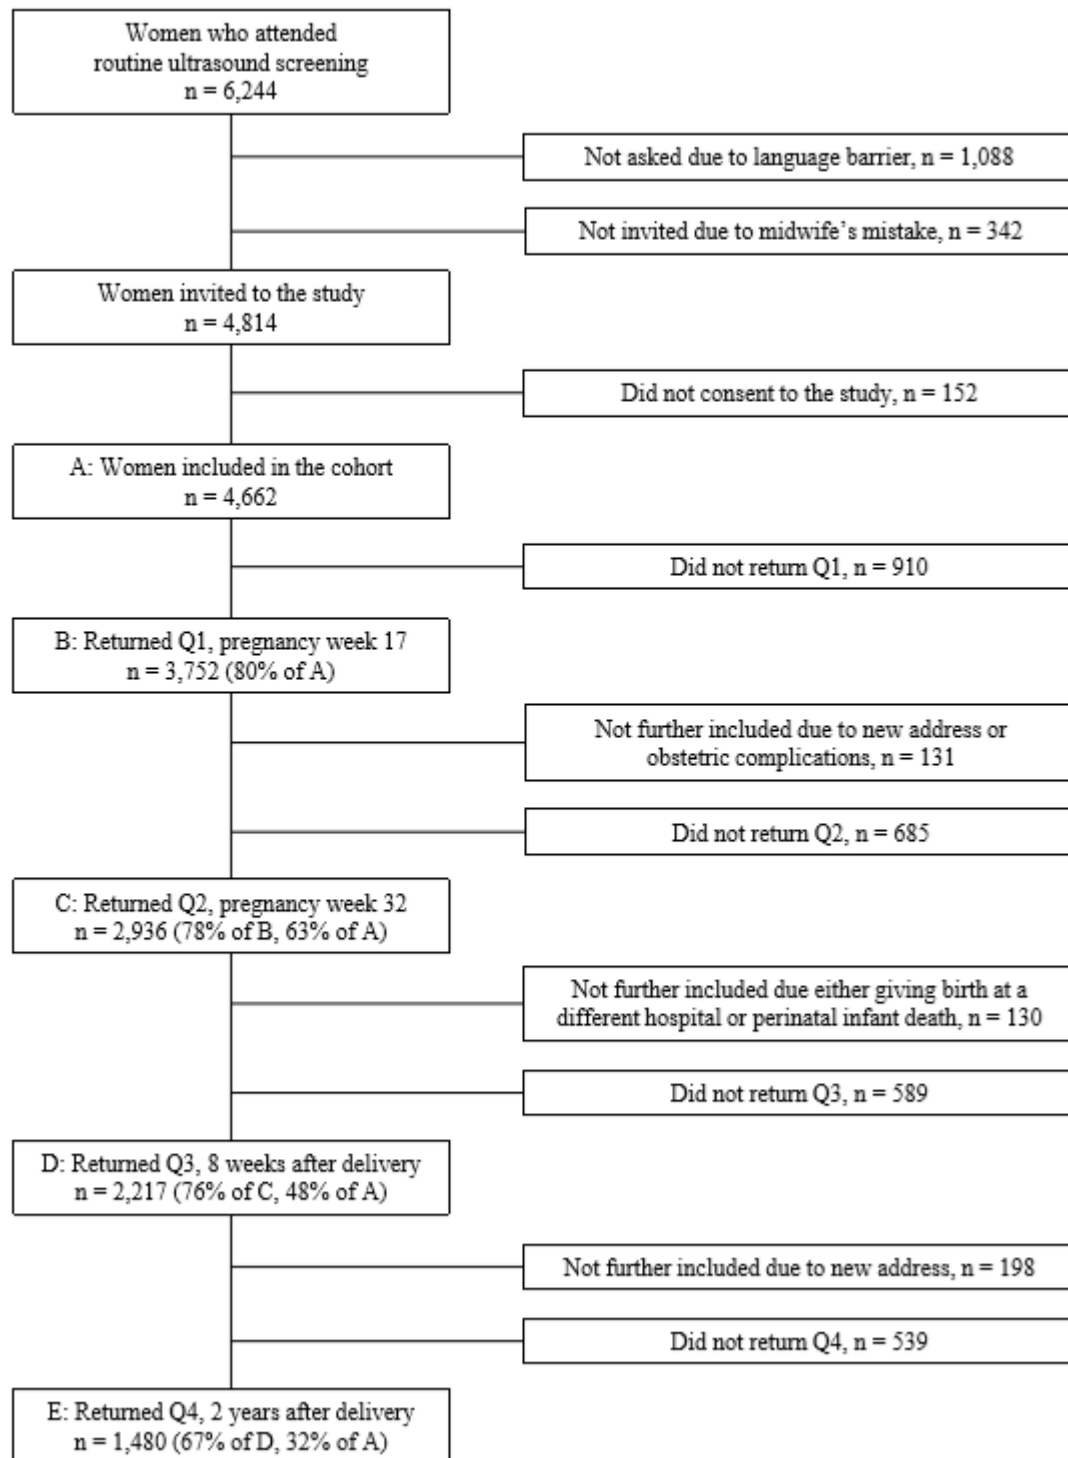 Women who attended
routine ultrasound screening
n = 6,244
Not asked due to language barrier, n = 1,088
Not invited due to midwife's mistake, n = 342
Women invited to the study
n = 4,814
Did not consent to the study, n = 152
A: Women included in the cohort
n = 4,662
Did not return Q1, n = 910
B: Returned Q1, pregnancy week 17
n = 3,752 (80% of A)
Not further included due to new address or
obstetric complications, n = 131
Did not return Q2, n = 685
C: Returned Q2, pregnancy week 32
n = 2,936 (78% of B, 63% of A)
Not further included due either giving birth at a
different hospital or perinatal infant death, n = 130
Did not return Q3, n = 589
D: Returned Q3, 8 weeks after delivery
n = 2,217 (76% of C, 48% of A)
Not further included due to new address, n = 198
Did not return Q4, n = 539
E: Returned Q4, 2 years after delivery
n = 1,480 (67% of D, 32% of A)